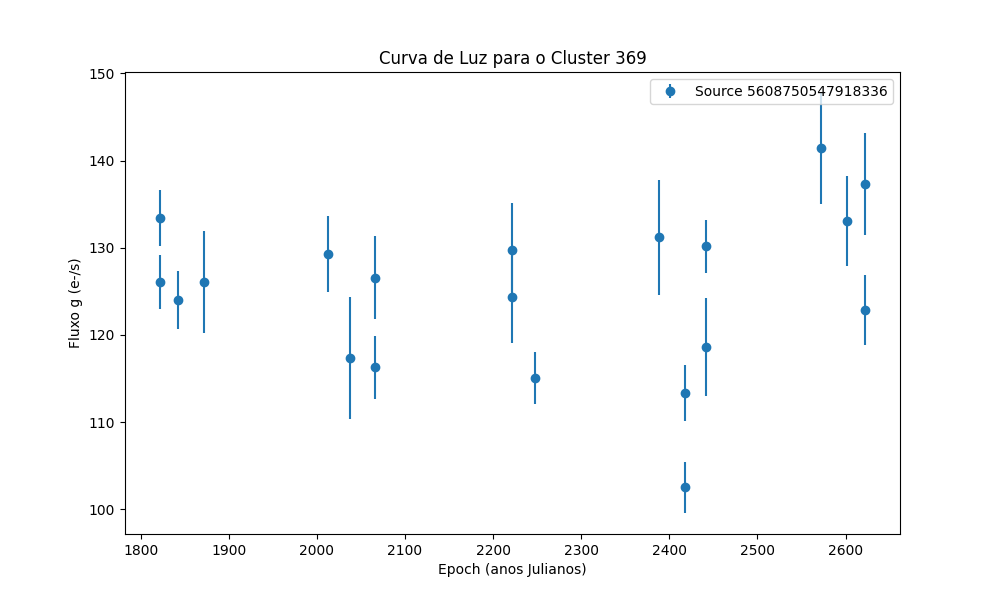 Curva de Luz para o Cluster 369
Source 5608750547918336
150
140
130
120
110
100
Fluxo g (e-/s)
1800 1900 2000 2100 2200 2300 2400 2500 2600
Epoch (anos Julianos)